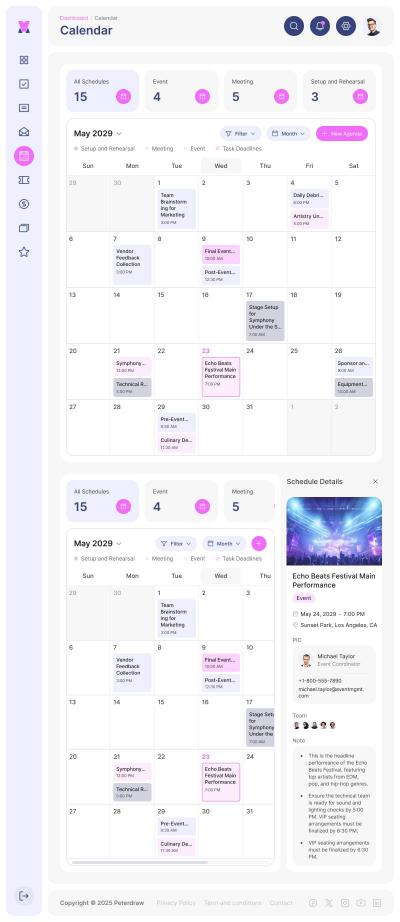 Dashboard / Calendar
Calendar
All Schedules
15
Event
4
Meeting
5
Setup and Rehearsal
3
May 2029
Filter
Month
+ New Agenda
Setup and Rehearsal
Meeting
Event
Task Deadlines
Sun Mon Tue Wed Thu Fri Sat
29 30 1 2 3 4 5
Team
Brainstorm
ing for
Marketing
3:00 PM
Daily Debri...
6:00 PM
Artistry Un...
5:00 PM
6 7 8 9 10 11 12
Vendor
Feedback
Collection
3:00 PM
Final Event...
10:00 AM
Post-Event...
12:30 PM
13 14 15 16 17 18 19
Stage Setup
for
Symphony
Under the S...
7:00 AM
20 21 22 23 24 25 26
Symphony...
12:00 PM
Technical R...
5:00 PM
Echo Beats
Festival Main
Performance
7:00 PM
Sponsor an...
9:00 AM
Equipment...
10:00 AM
27 28 29 30 31 1 2
Pre-Event...
9:30 AM
Culinary De...
11:30 AM
All Schedules
15
Event
4
Meeting
5
May 2029
Filter
Month
+
Setup and Rehearsal
Meeting
Event
Task Deadlines
Sun Mon Tue Wed Thu
29 30 1 2 3
Team
Brainstorm
ing for
Marketing
3:00 PM
6 7 8 9 10
Vendor
Feedback
Collection
3:00 PM
Final Event...
10:00 AM
Post-Event...
12:30 PM
13 14 15 16 17
Stage Setu
for
Symphony
Under the
7:00 AM
20 21 22 23 24
Symphony...
12:00 PM
Technical R...
5:00 PM
Echo Beats
Festival Main
Performance
7:00 PM
27 28 29 30 31
Pre-Event...
9:30 AM
Culinary De...
11:30 AM
Schedule Details
Echo Beats Festival Main
Performance
Event
May 24, 2029 - 7:00 PM
Sunset Park, Los Angeles, CA
PIC
Michael Taylor
Event Coordinator
+1-800-555-7890
michael.taylor@eventmgmt.
com
Team
Note
• This is the headline
performance of the Echo
Beats Festival, featuring
top artists from EDM,
pop, and hip-hop genres.
• Ensure the technical team
is ready for sound and
lighting checks by 5:00
PM. VIP seating
arrangements must be
finalized by 6:30 PM.
• VIP seating
arrangements must be
finalized by 6:30 PM.
Copyright © 2025 Peterdraw
Privacy Policy
Term and conditions
Contact